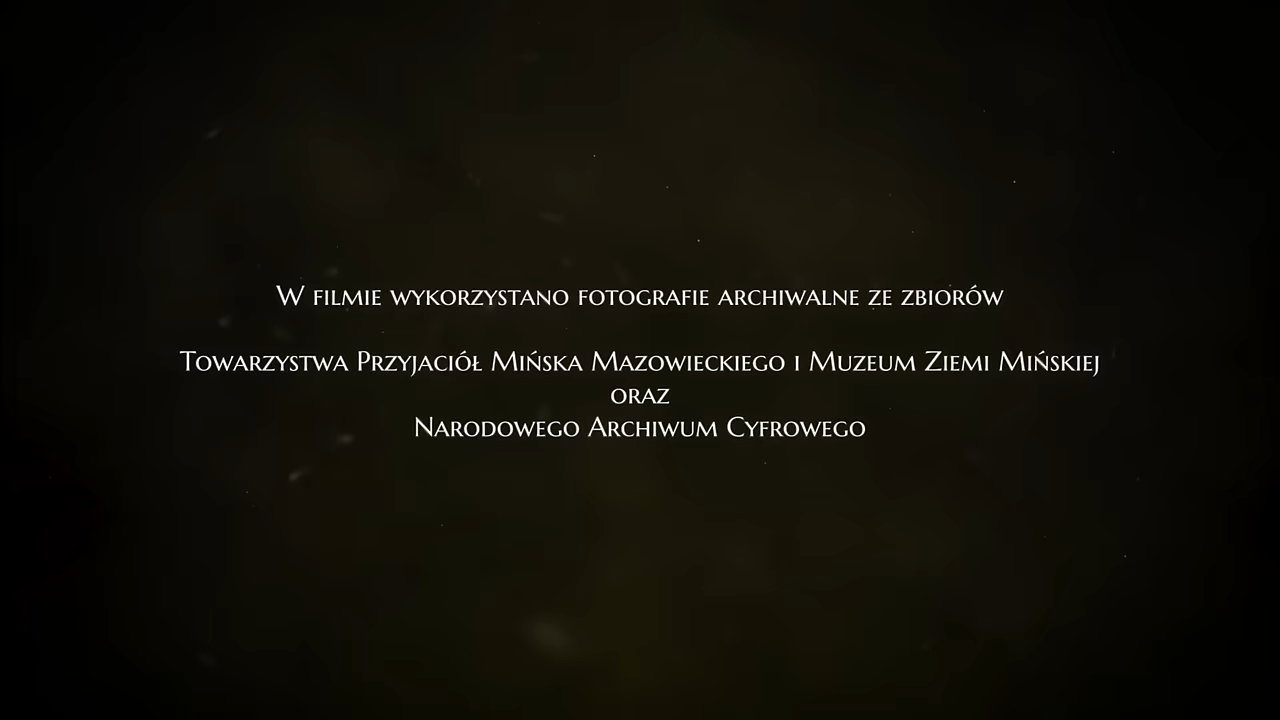 W filmie wykorzystano fotografie archiwalne ze zbiorów
Towarzystwa Przyjaciół Mińska Mazowieckiego i Muzeum Ziemi Mińskiej
oraz
Narodowego Archiwum Cyfrowego